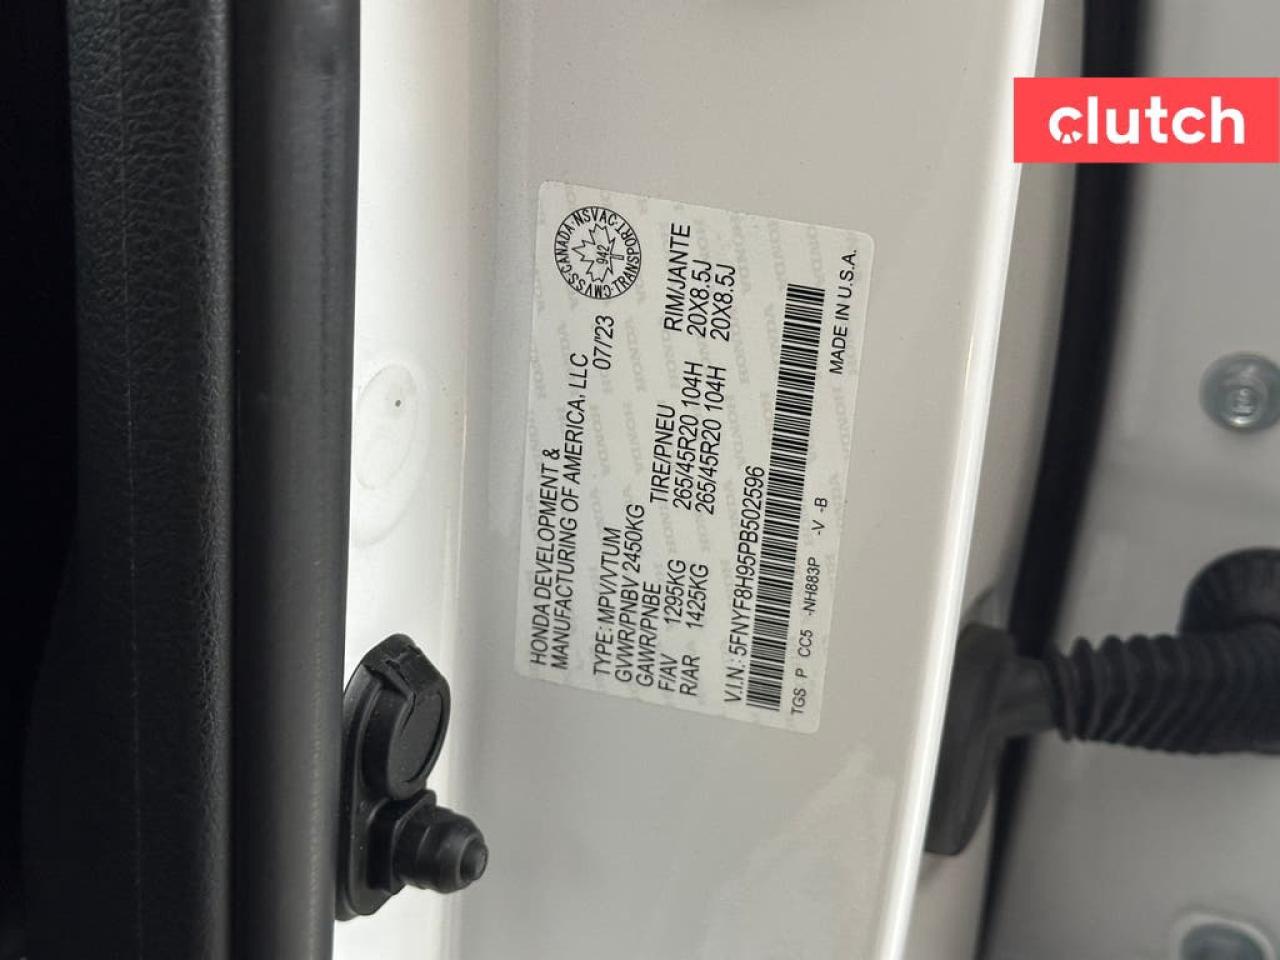 clutch
CMVSS-CANADA-NSVAC-TRANSPORT
942
HONDA DEVELOPMENT &
MANUFACTURING OF AMERICA, LLC
07/'23
TYPE: MPV/VTUM
GVWR/PNBV 2450KG
GAWR/PNBE TIRE/PNEU RIM/JANTE
F/AV 1295KG 265/45R20 104H 20X8.5J
R/AR 1425KG 265/45R20 104H 20X8.5J
V.I.N.: 5FNYF8H95PB502596
TGS P CC5 -NH883P -V -B
MADE IN U.S.A.